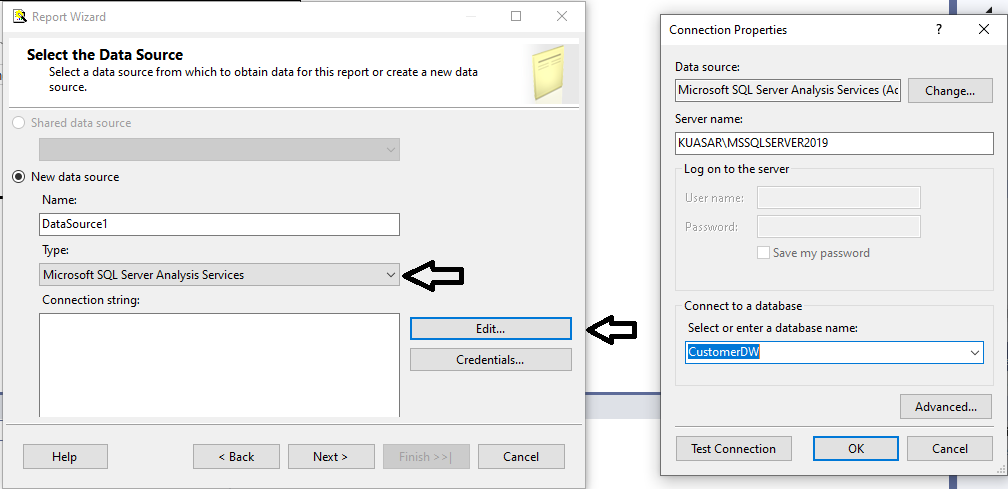 Report Wizard
Select the Data Source
Select a data source from which to obtain data for this report or create a new data
source.
Shared data source
New data source
Name:
DataSource1
Type:
Microsoft SQL Server Analysis Services
Connection string:
Edit...
Credentials...
Help
< Back
Next >
Finish >>|
Cancel
Connection Properties
?
Data source:
Microsoft SQL Server Analysis Services (Ac
Change...
Server name:
KUASAR\MSSQLSERVER2019
Log on to the server
User name:
Password:
Save my password
Connect to a database
Select or enter a database name:
CustomerDW
Advanced...
Test Connection
OK
Cancel